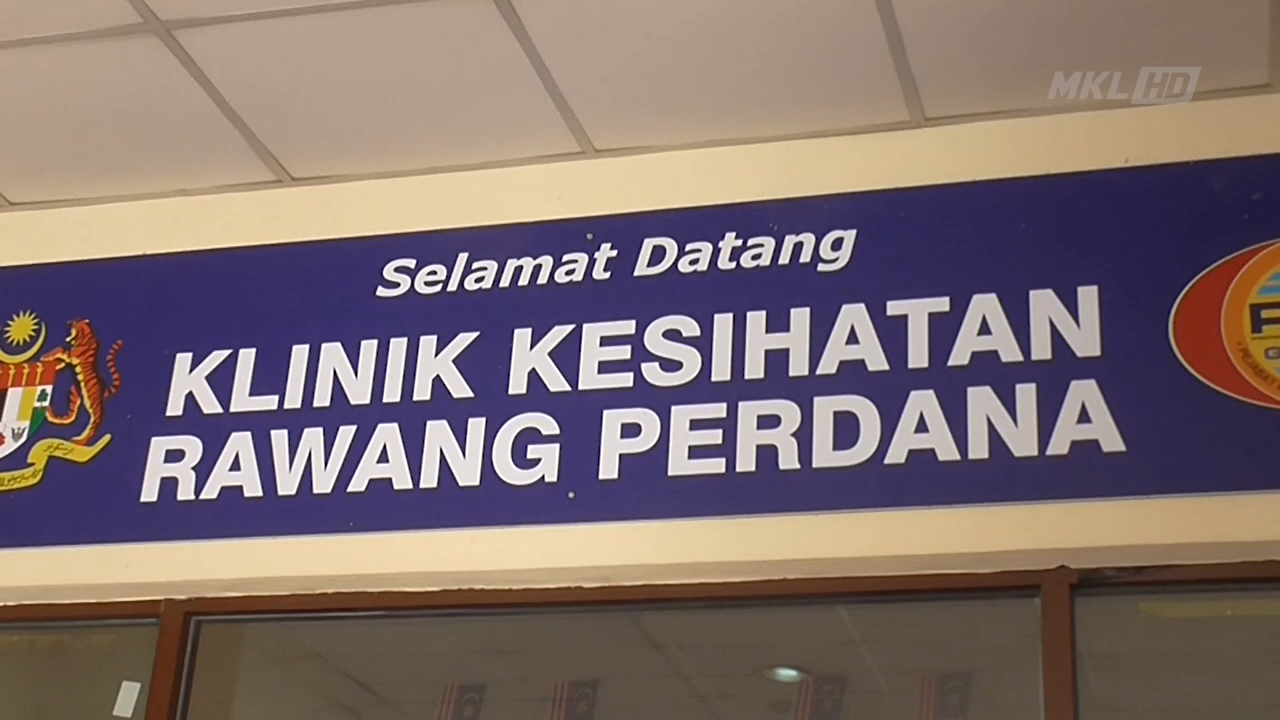 MKL HD
Selamat Datang
KLINIK KESIHATAN
RAWANG PERDANA